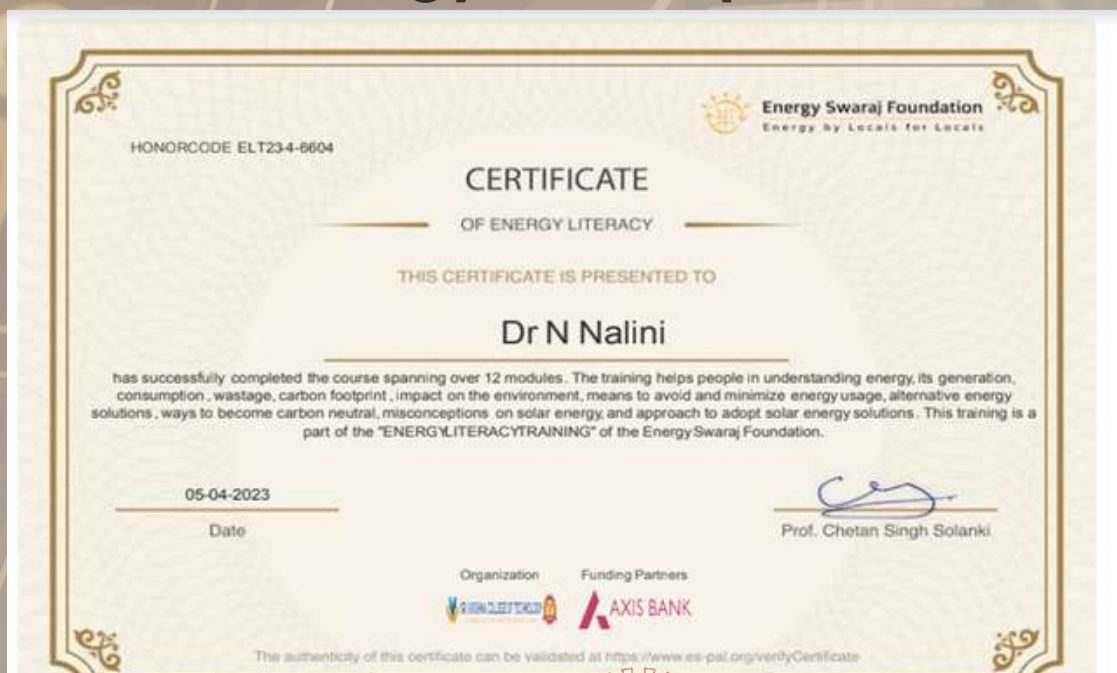 Energy Swaraj Foundation
Energy by Locals for Locals
HONORCODE ELT234-6604
CERTIFICATE
OF ENERGY LITERACY
THIS CERTIFICATE IS PRESENTED TO
Dr N Nalini
has successfully completed the course spanning over 12 modules. The training helps people in understanding energy, its generation,
consumption, wastage, carbon footprint, impact on the environment, means to avoid and minimize energy usage, alternative energy
solutions, ways to become carbon neutral, misconceptions on solar energy, and approach to adopt solar energy solutions. This training is a
part of the "ENERGYLITERACYTRAINING" of the Energy Swaraj Foundation.
05-04-2023
Date
Prof. Chetan Singh Solanki
Organization
Funding Partners
AXIS BANK
The authenticity of this certificate can be validated at https://www.es-pal.org/verifyCertificate